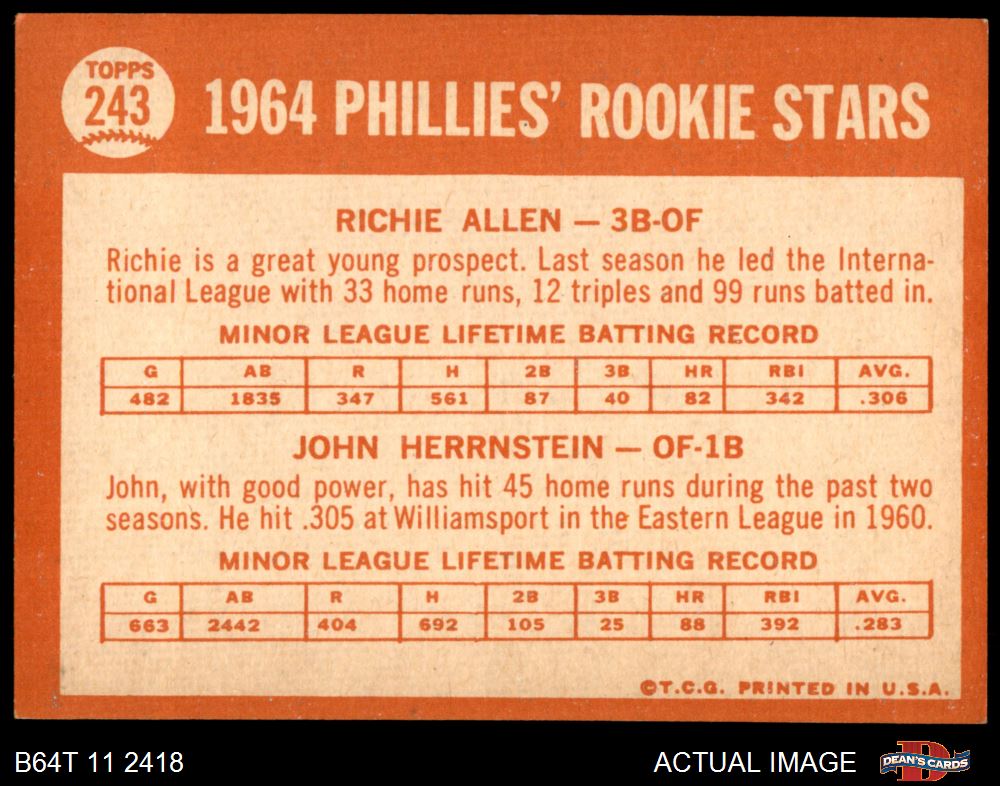 TOPPS
243
1964 PHILLIES' ROOKIE STARS
RICHIE ALLEN — 3B-OF
Richie is a great young prospect. Last season he led the Interna-
tional League with 33 home runs, 12 triples and 99 runs batted in.
MINOR LEAGUE LIFETIME BATTING RECORD
G AB R H 2B 3B HR RBI AVG.
482 1835 347 561 87 40 82 342 .306
JOHN HERRNSTEIN — OF-1B
John, with good power, has hit 45 home runs during the past two
seasons. He hit .305 at Williamsport in the Eastern League in 1960.
MINOR LEAGUE LIFETIME BATTING RECORD
G AB R H 2B 3B HR RBI AVG.
663 2442 404 692 105 25 88 392 .283
©T.C.G. PRINTED IN U.S.A.
B64T 11 2418 ACTUAL IMAGE DEAN'S CARDS